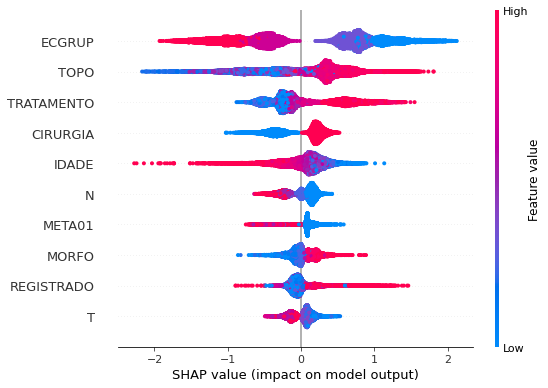 High
ECGRUP
TOPO
TRATAMENTO
CIRURGIA
IDADE
N
META01
MORFO
REGISTRADO
T
Feature value
Low
−2 −1 0 1 2
SHAP value (impact on model output)